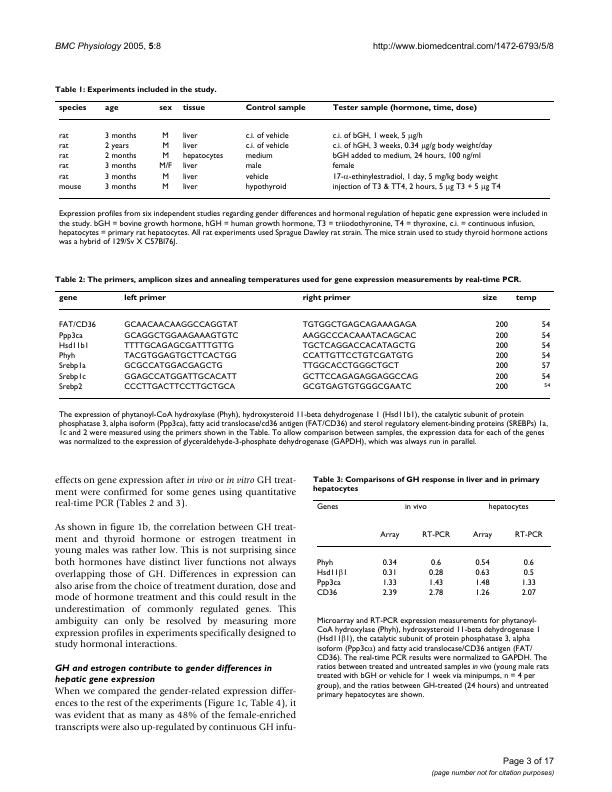 BMC Physiology 2005, 5:8
http://www.biomedcentral.com/1472-6793/5/8
Table 1: Experiments included in the study.
species age sex tissue Control sample Tester sample (hormone, time, dose)
rat 3 months M liver c.i. of vehicle c.i. of bGH, 1 week, 5 μg/h
rat 2 years M liver c.i. of vehicle c.i. of hGH, 3 weeks, 0.34 μg/g body weight/day
rat 2 months M hepatocytes medium bGH added to medium, 24 hours, 100 ng/ml
rat 3 months M/F liver male female
rat 3 months M liver vehicle 17-α-ethinylestradiol, 1 day, 5 mg/kg body weight
mouse 3 months M liver hypothyroid injection of T3 & TT4, 2 hours, 5 μg T3 + 5 μg T4
Expression profiles from six independent studies regarding gender differences and hormonal regulation of hepatic gene expression were included in
the study. bGH = bovine growth hormone, hGH = human growth hormone, T3 = triiodothyronine, T4 = thyroxine, c.i. = continuous infusion,
hepatocytes = primary rat hepatocytes. All rat experiments used Sprague Dawley rat strain. The mice strain used to study thyroid hormone actions
was a hybrid of 129/Sv X C57Bl76J.
Table 2: The primers, amplicon sizes and annealing temperatures used for gene expression measurements by real-time PCR.
gene left primer right primer size temp
FAT/CD36 GCAACAACAAGGCCAGGTAT TGTGGCTGAGCAGAAAGAGA 200 54
Ppp3ca GCAGGCTGGAAGAAAGTGTC AAGGCCCACAAATACAGCAC 200 54
Hsd11b1 TTTTGCAGAGCGATTTGTTG TGCTCAGGACCACATAGCTG 200 54
Phyh TACGTGGAGTGCTTCACTGG CCATTGTTCCTGTCGATGTG 200 54
Srebp1a GCGCCATGGACGAGCTG TTGGCACCTGGGCTGCT 200 57
Srebp1c GGAGCCATGGATTGCACATT GCTTCCAGAGAGGAGGCCAG 200 54
Srebp2 CCCTTGACTTCCTTGCTGCA GCGTGAGTGTGGGCGAATC 200 54
The expression of phytanoyl-CoA hydroxylase (Phyh), hydroxysteroid 11-beta dehydrogenase 1 (Hsd11b1), the catalytic subunit of protein
phosphatase 3, alpha isoform (Ppp3ca), fatty acid translocase/cd36 antigen (FAT/CD36) and sterol regulatory element-binding proteins (SREBPs) 1a,
1c and 2 were measured using the primers shown in the Table. To allow comparison between samples, the expression data for each of the genes
was normalized to the expression of glyceraldehyde-3-phosphate dehydrogenase (GAPDH), which was always run in parallel.
effects on gene expression after in vivo or in vitro GH treat-
ment were confirmed for some genes using quantitative
real-time PCR (Tables 2 and 3).
As shown in figure 1b, the correlation between GH treat-
ment and thyroid hormone or estrogen treatment in
young males was rather low. This is not surprising since
both hormones have distinct liver functions not always
overlapping those of GH. Differences in expression can
also arise from the choice of treatment duration, dose and
mode of hormone treatment and this could result in the
underestimation of commonly regulated genes. This
ambiguity can only be resolved by measuring more
expression profiles in experiments specifically designed to
study hormonal interactions.
GH and estrogen contribute to gender differences in
hepatic gene expression
When we compared the gender-related expression differ-
ences to the rest of the experiments (Figure 1c, Table 4), it
was evident that as many as 48% of the female-enriched
transcripts were also up-regulated by continuous GH infu-
Table 3: Comparisons of GH response in liver and in primary
hepatocytes
Genes in vivo hepatocytes
Array RT-PCR Array RT-PCR
Phyh 0.34 0.6 0.54 0.6
Hsd11β1 0.31 0.28 0.63 0.5
Ppp3ca 1.33 1.43 1.48 1.33
CD36 2.39 2.78 1.26 2.07
Microarray and RT-PCR expression measurements for phytanoyl-
CoA hydroxylase (Phyh), hydroxysteroid 11-beta dehydrogenase 1
(Hsd11β1), the catalytic subunit of protein phosphatase 3, alpha
isoform (Ppp3cα) and fatty acid translocase/CD36 antigen (FAT/
CD36). The real-time PCR results were normalized to GAPDH. The
ratios between treated and untreated samples in vivo (young male rats
treated with bGH or vehicle for 1 week via minipumps, n = 4 per
group), and the ratios between GH-treated (24 hours) and untreated
primary hepatocytes are shown.
Page 3 of 17
(page number not for citation purposes)